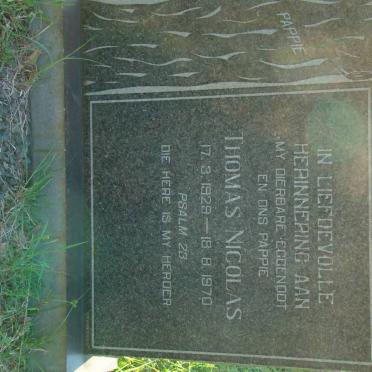 PAPPIE
IN LIEFDEVOLLE
HERINNERING AAN
MY DIERBARE EGGENOOT
EN ONS PAPPIE
THOMAS NICOLAS
17.3.1929 — 18.8.1970
PSALM 23.
DIE HERE IS MY HERDER